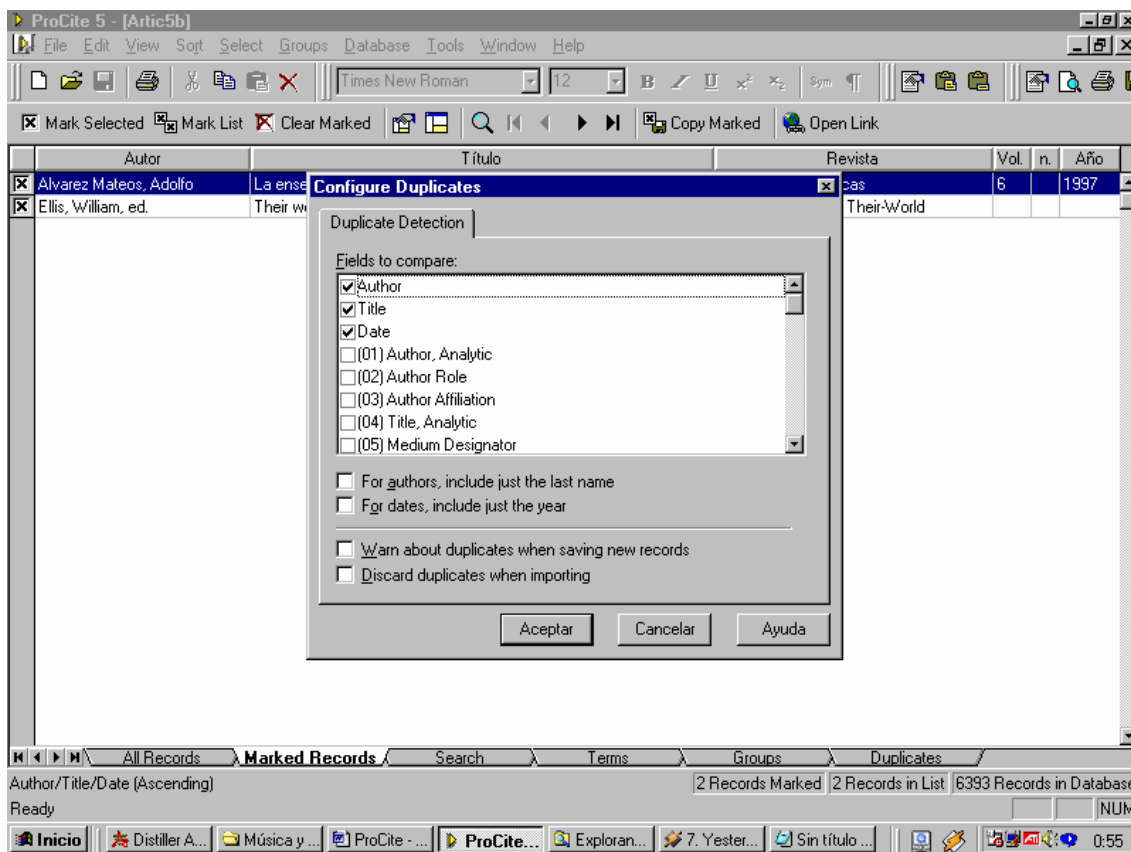 ProCite 5 - [Artic5b]
File Edit View Sort Select Groups Database Tools Window Help
Times New Roman 12 B I U x² x₂ Sym ¶
Mark Selected Mark List Clear Marked Copy Marked Open Link
Autor Título Revista Vol. n. Año
Alvarez Mateos, Adolfo La ense cas 6 1997
Ellis, William, ed. Their w Their-World
Configure Duplicates
Duplicate Detection
Fields to compare:
Author
Title
Date
(01) Author, Analytic
(02) Author Role
(03) Author Affiliation
(04) Title, Analytic
(05) Medium Designator
For authors, include just the last name
For dates, include just the year
Warn about duplicates when saving new records
Discard duplicates when importing
Aceptar Cancelar Ayuda
All Records Marked Records Search Terms Groups Duplicates
Author/Title/Date (Ascending) 2 Records Marked 2 Records in List 6393 Records in Database
Ready NUM
Inicio Distiller A... Música y ... ProCite - ... ProCite... Exploran... 7. Yester... Sin título ... 0:55